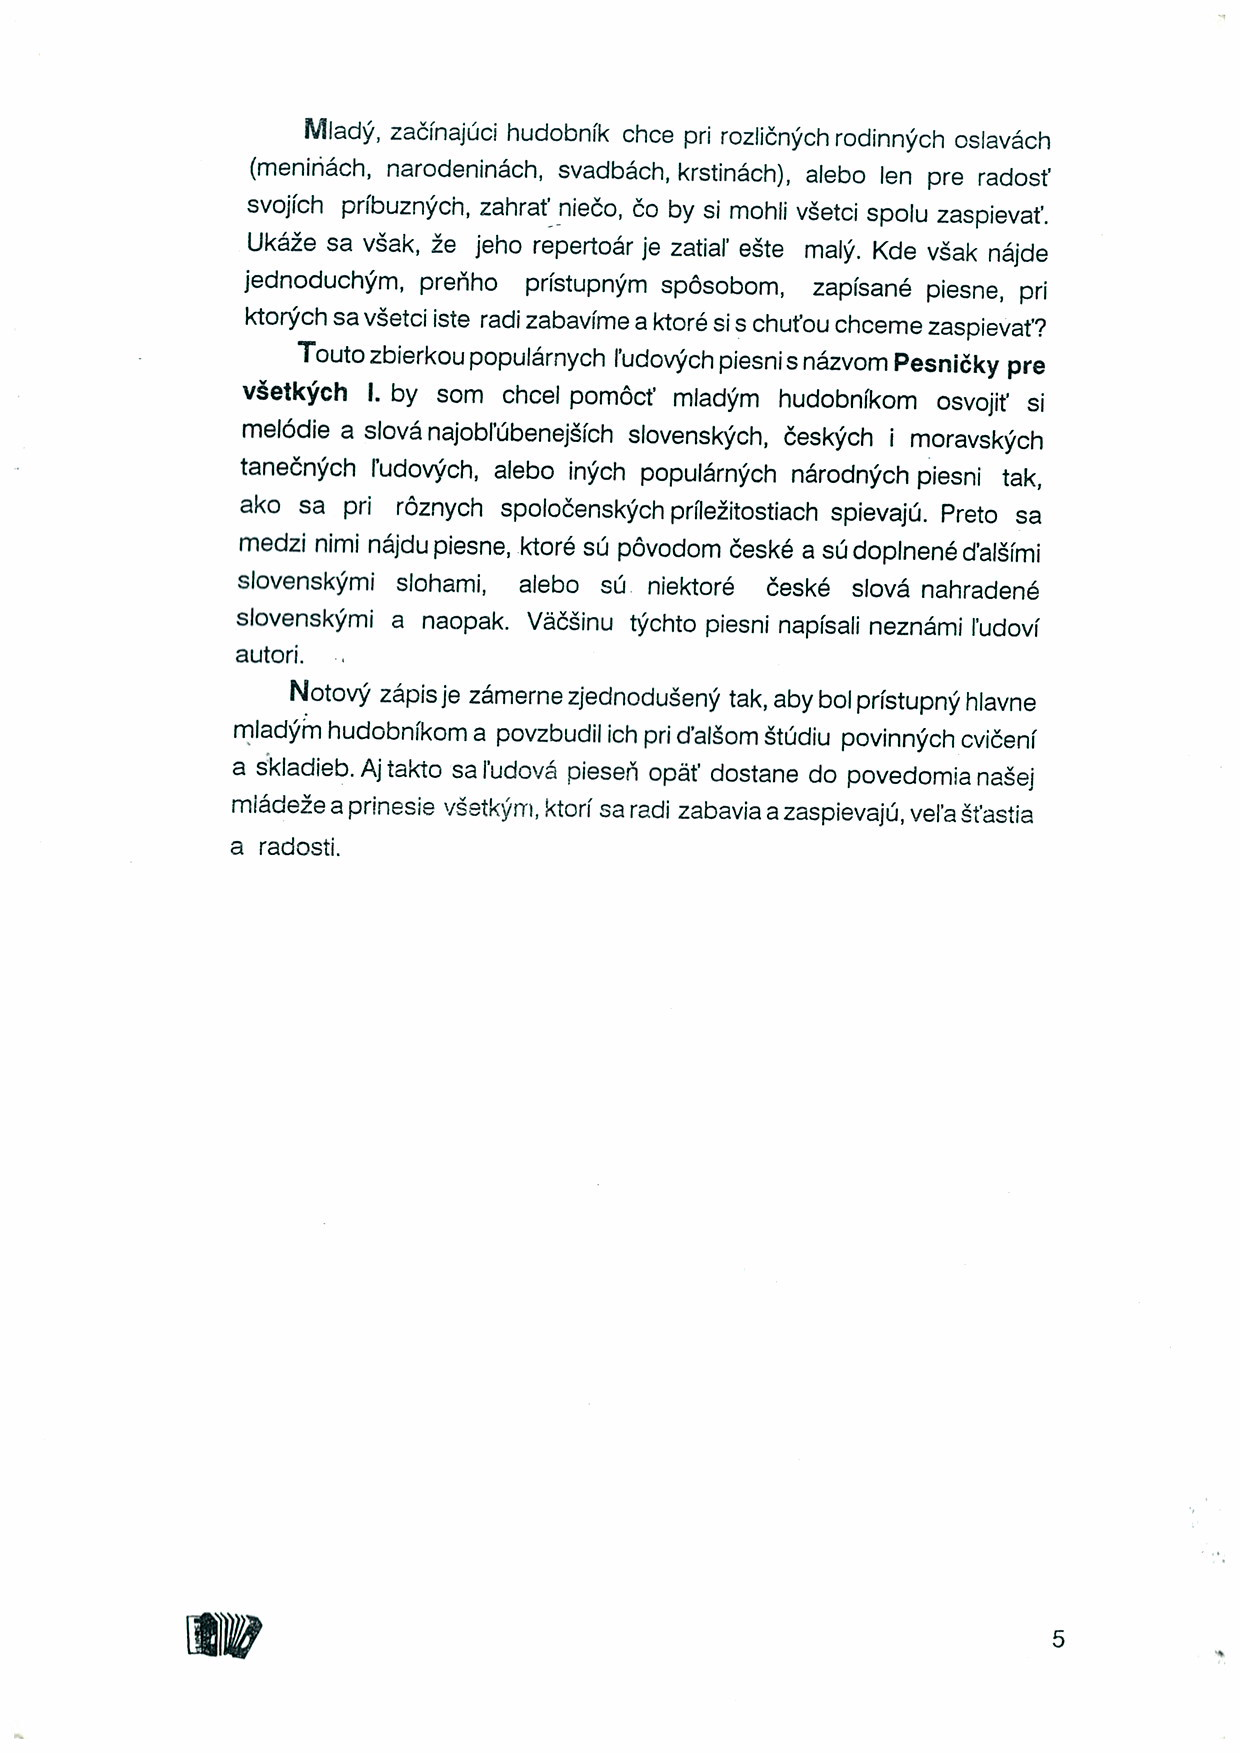 Mladý, začínajúci hudobník chce pri rozličných rodinných oslavách
(meninách, narodeninách, svadbách, krstinách), alebo len pre radosť
svojích príbuzných, zahrať niečo, čo by si mohli všetci spolu zaspievať.
Ukáže sa však, že jeho repertoár je zatiaľ ešte malý. Kde však nájde
jednoduchým, preňho prístupným spôsobom, zapísané piesne, pri
ktorých sa všetci iste radi zabavíme a ktoré si s chuťou chceme zaspievať?
Touto zbierkou populárnych ľudových piesni s názvom Pesničky pre
všetkých I. by som chcel pomôcť mladým hudobníkom osvojiť si
melódie a slová najobľúbenejších slovenských, českých i moravských
tanečných ľudových, alebo iných populárných národných piesni tak,
ako sa pri rôznych spoločenských príležitostiach spievajú. Preto sa
medzi nimi nájdu piesne, ktoré sú pôvodom české a sú doplnené ďalšími
slovenskými slohami, alebo sú niektoré české slová nahradené
slovenskými a naopak. Väčšinu týchto piesni napísali neznámi ľudoví
autori.
Notový zápis je zámerne zjednodušený tak, aby bol prístupný hlavne
mladým hudobníkom a povzbudil ich pri ďalšom štúdiu povinných cvičení
a skladieb. Aj takto sa ľudová pieseň opäť dostane do povedomia našej
mládeže a prinesie všetkým, ktorí sa radi zabavia a zaspievajú, veľa šťastia
a radosti.
5